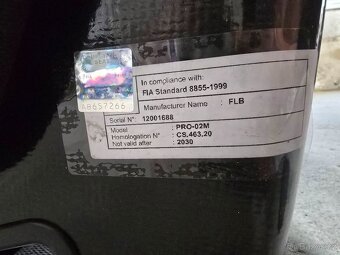 In compliance with:
FIA Standard 8855-1999
Manufacturer Name : FLB
Serial N°: 12001688
Model : PRO-02M
Homologation N° : CS.463.20
Not valid after : 2030
AB657266